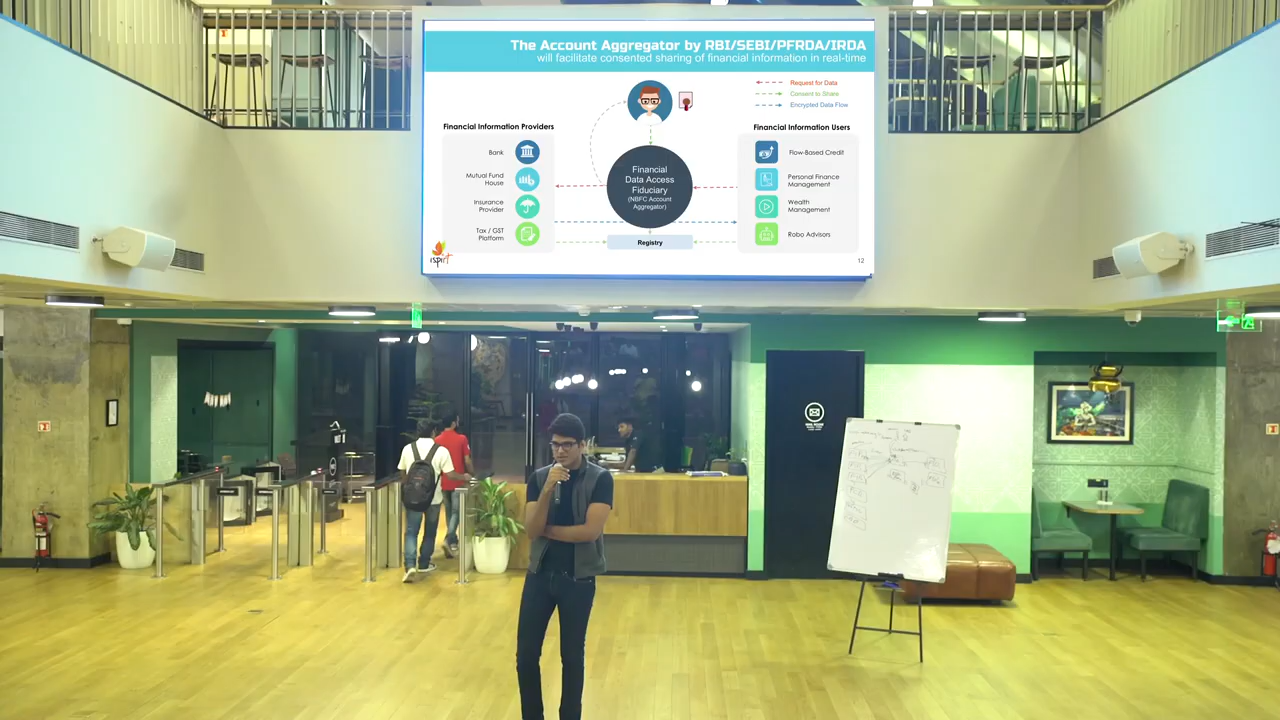 The Account Aggregator by RBI/SEBI/PFRDA/IRDA
will facilitate consented sharing of financial information in real-time
Request for Data
Consent to Share
Encrypted Data Flow
Financial Information Providers
Bank
Mutual Fund
House
Insurance
Provider
Tax / GST
Platform
Financial
Data Access
Fiduciary
(NBFC Account
Aggregator)
Registry
Financial Information Users
Flow-Based Credit
Personal Finance
Management
Wealth
Management
Robo Advisors
ispirt
12